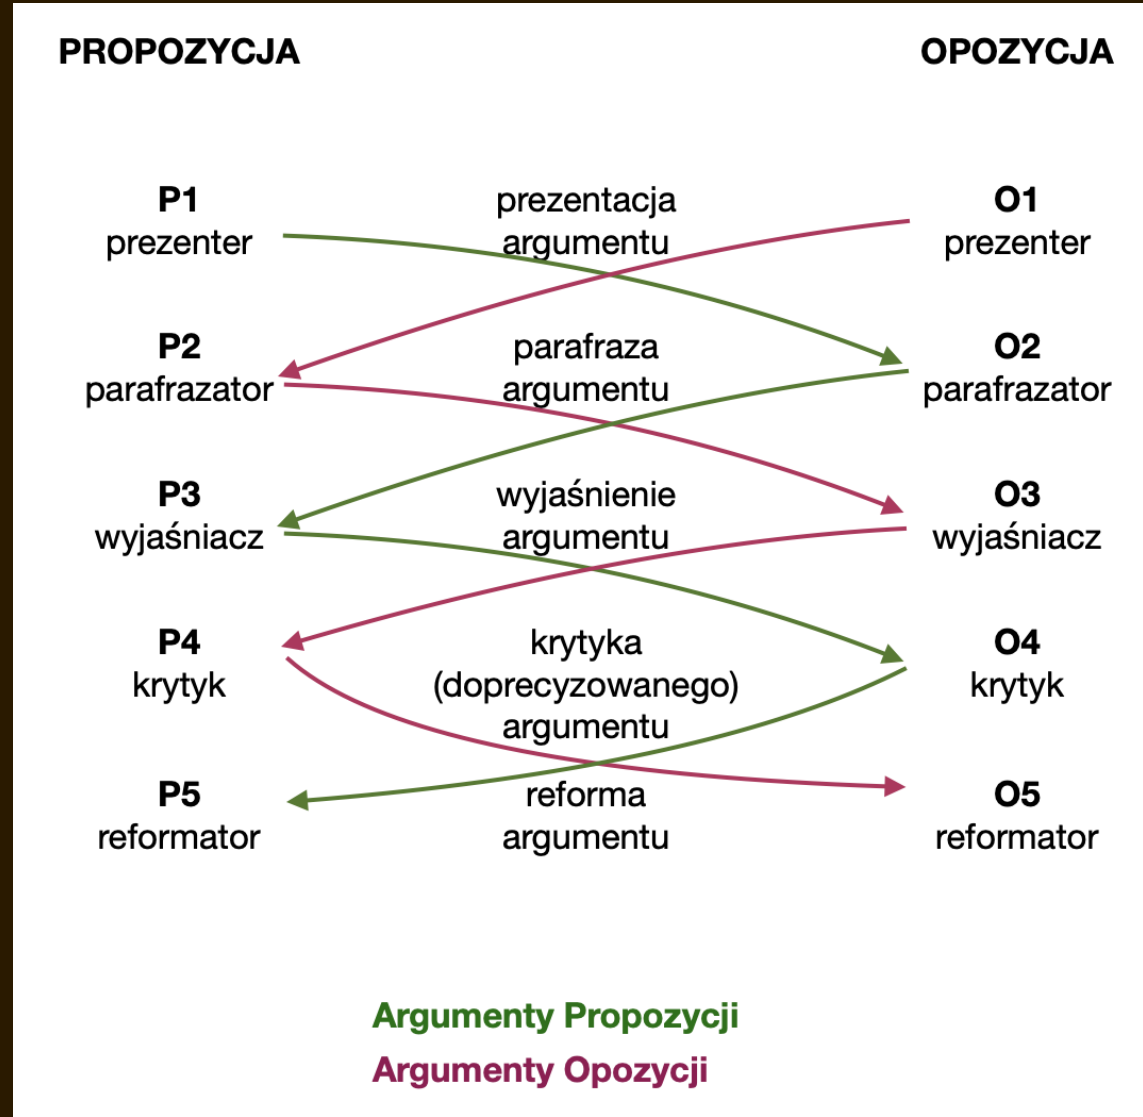 PROPOZYCJA OPOZYCJA
P1 prezentacja O1
prezenter argumentu prezenter
P2 parafraza O2
parafrazator argumentu parafrazator
P3 wyjaśnienie O3
wyjaśniacz argumentu wyjaśniacz
P4 krytyka O4
krytyk (doprecyzowanego) krytyk
argumentu
P5 reforma O5
reformator argumentu reformator
Argumenty Propozycji
Argumenty Opozycji